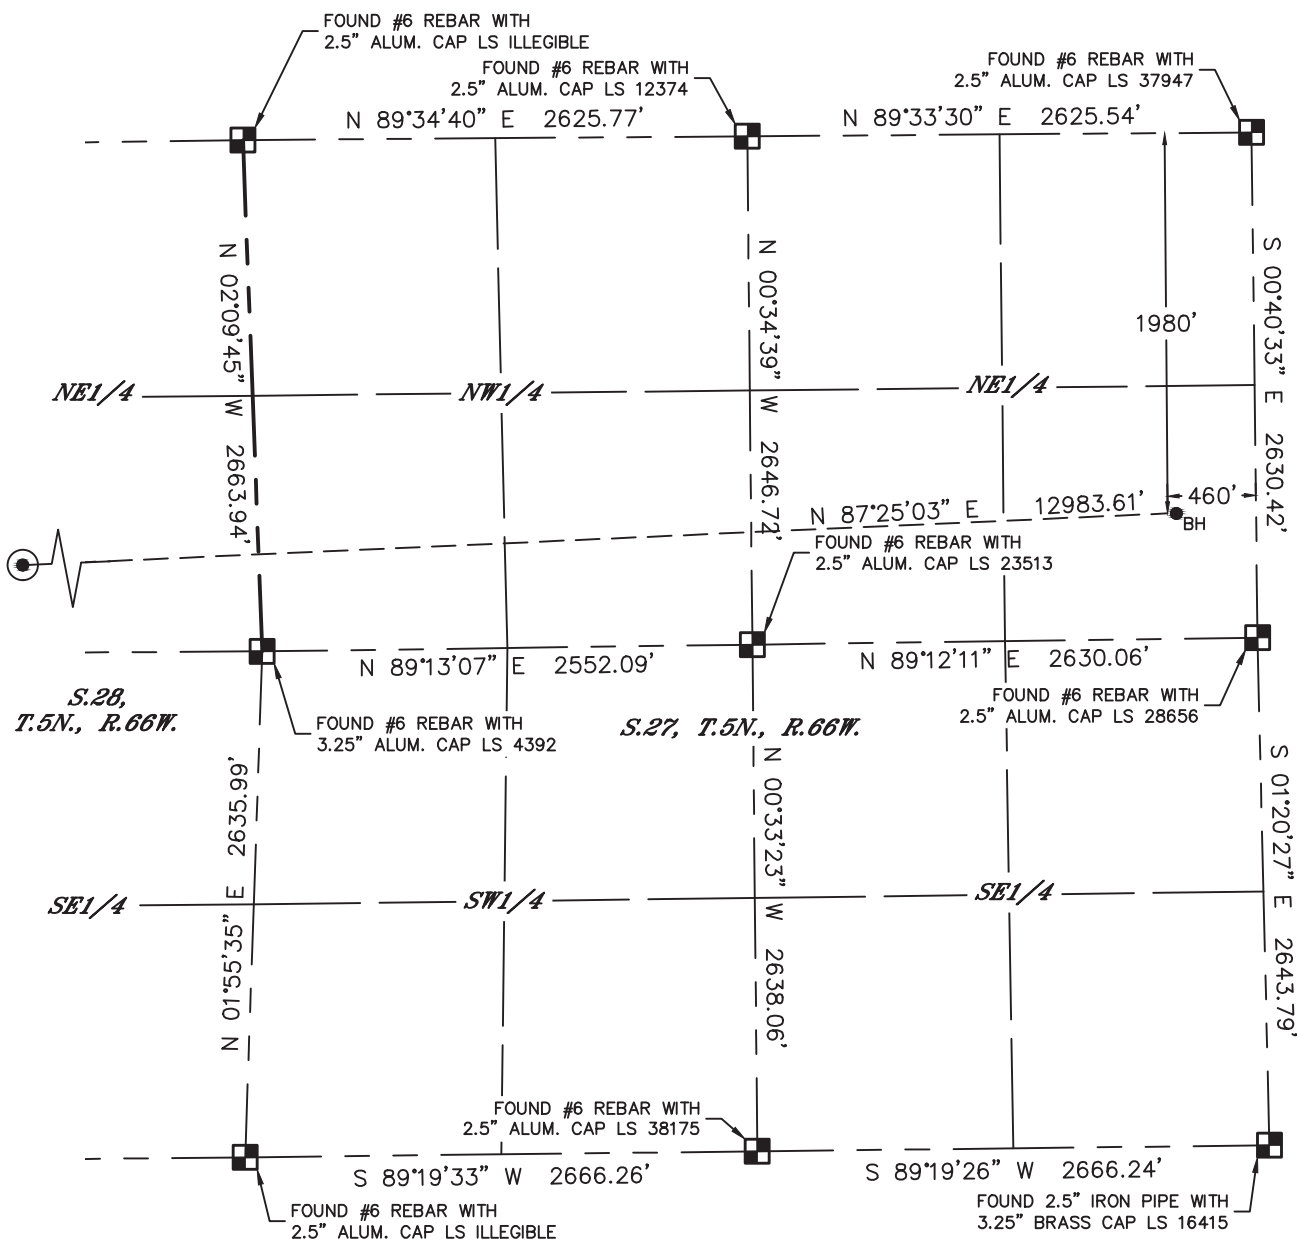 FOUND #6 REBAR WITH
2.5" ALUM. CAP LS ILLEGIBLE
FOUND #6 REBAR WITH
2.5" ALUM. CAP LS 12374
FOUND #6 REBAR WITH
2.5" ALUM. CAP LS 37947
N 89°34'40" E 2625.77'
N 89°33'30" E 2625.54'
N 02°09'45" W 2663.94'
N 00°34'39" W 2646.72'
S 00°40'33" E 2630.42'
1980'
NE1/4
NW1/4
NE1/4
460'
N 87°25'03" E 12983.61'
BH
FOUND #6 REBAR WITH
2.5" ALUM. CAP LS 23513
N 89°13'07" E 2552.09'
N 89°12'11" E 2630.06'
S.28,
T.5N., R.66W.
FOUND #6 REBAR WITH
3.25" ALUM. CAP LS 4392
S.27, T.5N., R.66W.
FOUND #6 REBAR WITH
2.5" ALUM. CAP LS 28656
N 01°55'35" E 2635.99'
N 00°33'23" W 2638.06'
S 01°20'27" E 2643.79'
SE1/4
SW1/4
SE1/4
FOUND #6 REBAR WITH
2.5" ALUM. CAP LS 38175
S 89°19'33" W 2666.26'
S 89°19'26" W 2666.24'
FOUND #6 REBAR WITH
2.5" ALUM. CAP LS ILLEGIBLE
FOUND 2.5" IRON PIPE WITH
3.25" BRASS CAP LS 16415